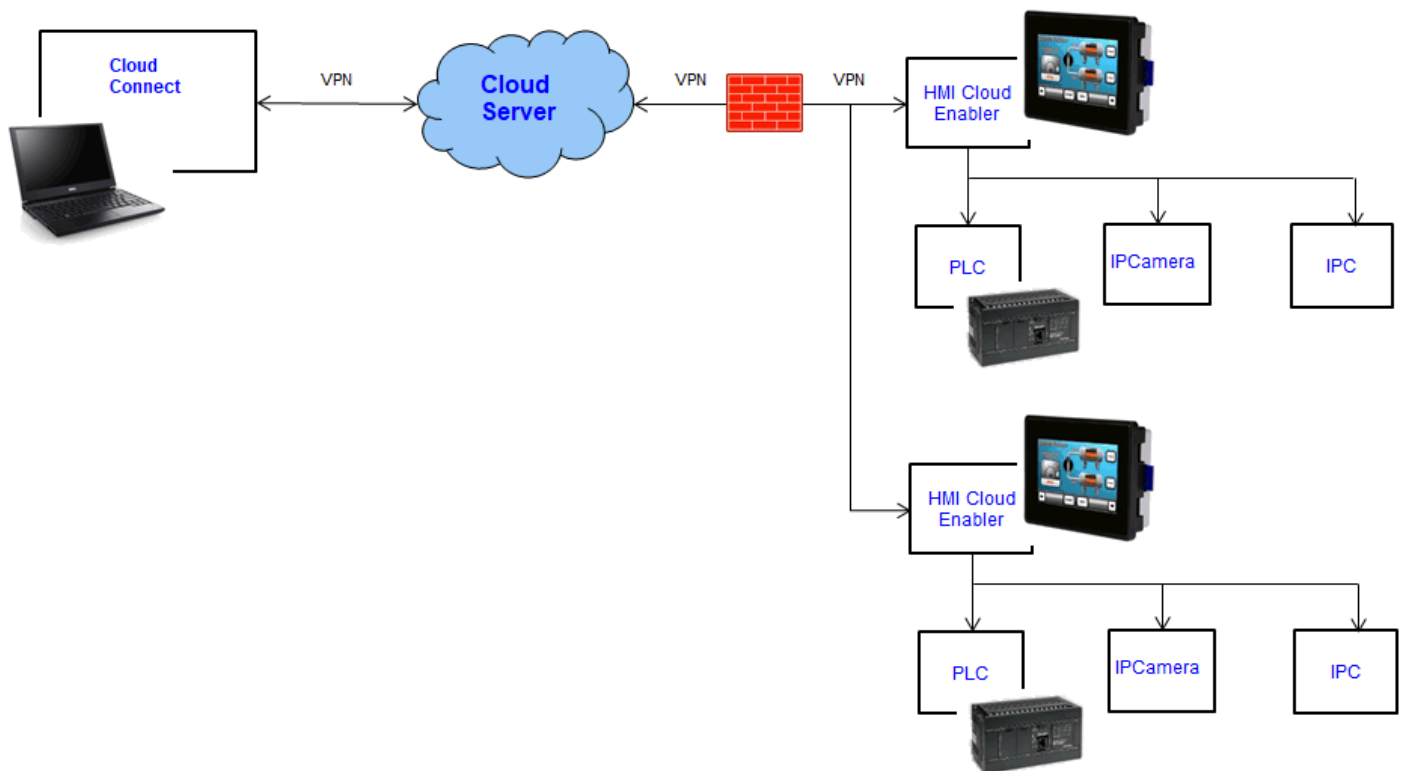 Cloud
Connect
VPN
Cloud
Server
VPN
VPN
HMI Cloud
Enabler
PLC
IPCamera
IPC
HMI Cloud
Enabler
PLC
IPCamera
IPC